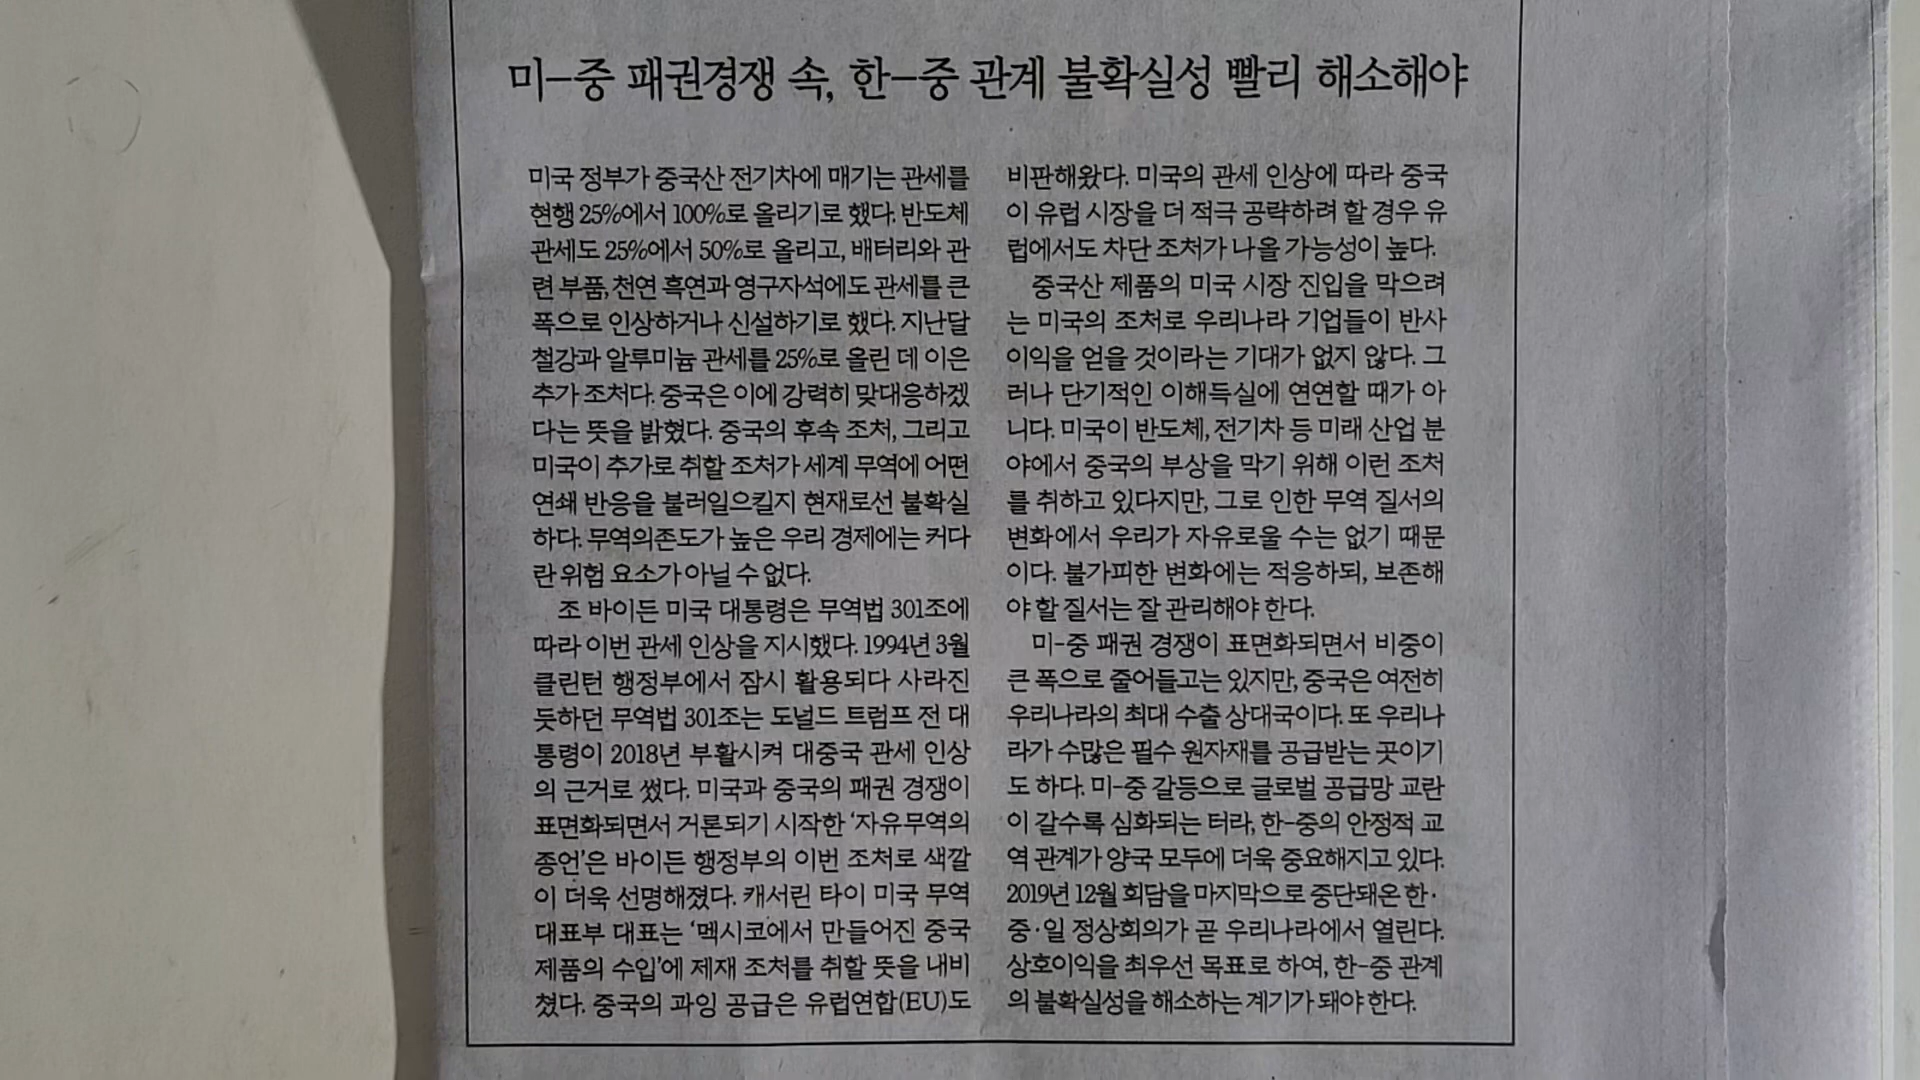 미-중 패권경쟁 속, 한-중 관계 불확실성 빨리 해소해야
미국 정부가 중국산 전기차에 매기는 관세를
현행 25%에서 100%로 올리기로 했다. 반도체
관세도 25%에서 50%로 올리고, 배터리와 관
련 부품, 천연 흑연과 영구자석에도 관세를 큰
폭으로 인상하거나 신설하기로 했다. 지난달
철강과 알루미늄 관세를 25%로 올린 데 이은
추가 조처다. 중국은 이에 강력히 맞대응하겠
다는 뜻을 밝혔다. 중국의 후속 조처, 그리고
미국이 추가로 취할 조처가 세계 무역에 어떤
연쇄 반응을 불러일으킬지 현재로선 불확실
하다. 무역의존도가 높은 우리 경제에는 커다
란 위험 요소가 아닐 수 없다.
조 바이든 미국 대통령은 무역법 301조에
따라 이번 관세 인상을 지시했다. 1994년 3월
클린턴 행정부에서 잠시 활용되다 사라진
듯하던 무역법 301조는 도널드 트럼프 전 대
통령이 2018년 부활시켜 대중국 관세 인상
의 근거로 썼다. 미국과 중국의 패권 경쟁이
표면화되면서 거론되기 시작한 ‘자유무역의
종언’은 바이든 행정부의 이번 조처로 색깔
이 더욱 선명해졌다. 캐서린 타이 미국 무역
대표부 대표는 ‘멕시코에서 만들어진 중국
제품의 수입’에 제재 조처를 취할 뜻을 내비
쳤다. 중국의 과잉 공급은 유럽연합(EU)도
비판해왔다. 미국의 관세 인상에 따라 중국
이 유럽 시장을 더 적극 공략하려 할 경우 유
럽에서도 차단 조처가 나올 가능성이 높다.
중국산 제품의 미국 시장 진입을 막으려
는 미국의 조처로 우리나라 기업들이 반사
이익을 얻을 것이라는 기대가 없지 않다. 그
러나 단기적인 이해득실에 연연할 때가 아
니다. 미국이 반도체, 전기차 등 미래 산업 분
야에서 중국의 부상을 막기 위해 이런 조처
를 취하고 있다지만, 그로 인한 무역 질서의
변화에서 우리가 자유로울 수는 없기 때문
이다. 불가피한 변화에는 적응하되, 보존해
야 할 질서는 잘 관리해야 한다.
미-중 패권 경쟁이 표면화되면서 비중이
큰 폭으로 줄어들고는 있지만, 중국은 여전히
우리나라의 최대 수출 상대국이다. 또 우리나
라가 수많은 필수 원자재를 공급받는 곳이기
도 하다. 미-중 갈등으로 글로벌 공급망 교란
이 갈수록 심화되는 터라, 한-중의 안정적 교
역 관계가 양국 모두에 더욱 중요해지고 있다.
2019년 12월 회담을 마지막으로 중단돼온 한·
중·일 정상회의가 곧 우리나라에서 열린다.
상호이익을 최우선 목표로 하여, 한-중 관계
의 불확실성을 해소하는 계기가 돼야 한다.